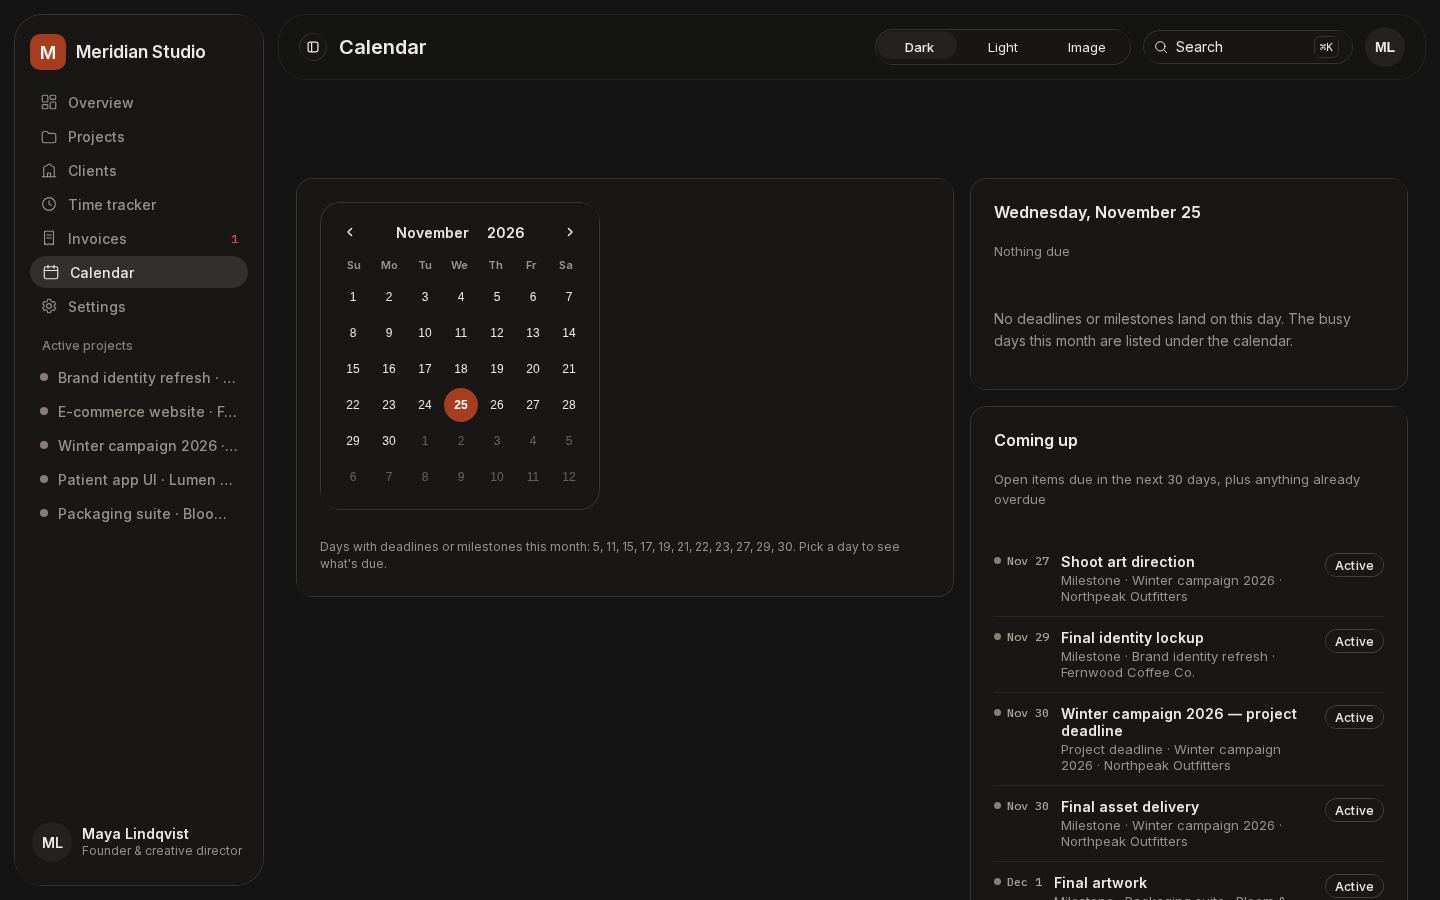 M Meridian Studio
Overview
Projects
Clients
Time tracker
Invoices 1
Calendar
Settings
Active projects
Brand identity refresh · …
E-commerce website · F…
Winter campaign 2026 ·…
Patient app UI · Lumen …
Packaging suite · Bloo…
ML
Maya Lindqvist
Founder & creative director
Calendar
Dark Light Image
Search ⌘K
ML
November 2026
Su Mo Tu We Th Fr Sa
1 2 3 4 5 6 7
8 9 10 11 12 13 14
15 16 17 18 19 20 21
22 23 24 25 26 27 28
29 30 1 2 3 4 5
6 7 8 9 10 11 12
Days with deadlines or milestones this month: 5, 11, 15, 17, 19, 21, 22, 23, 27, 29, 30. Pick a day to see
what's due.
Wednesday, November 25
Nothing due
No deadlines or milestones land on this day. The busy
days this month are listed under the calendar.
Coming up
Open items due in the next 30 days, plus anything already
overdue
Nov 27 Shoot art direction Active
Milestone · Winter campaign 2026 ·
Northpeak Outfitters
Nov 29 Final identity lockup Active
Milestone · Brand identity refresh ·
Fernwood Coffee Co.
Nov 30 Winter campaign 2026 — project Active
deadline
Project deadline · Winter campaign
2026 · Northpeak Outfitters
Nov 30 Final asset delivery Active
Milestone · Winter campaign 2026 ·
Northpeak Outfitters
Dec 1 Final artwork Active
Milestone · Packaging suite · Bloom &